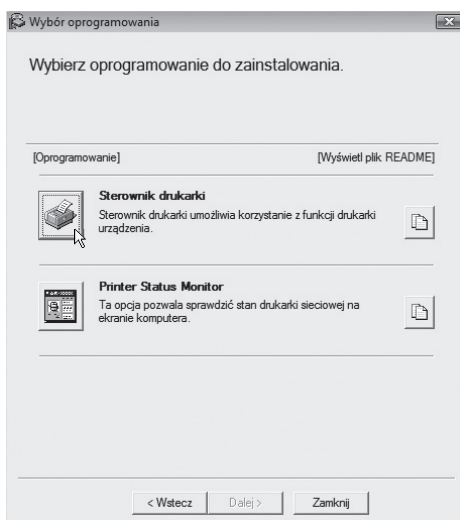 Wybór oprogramowania
Wybierz oprogramowanie do zainstalowania.
[Oprogramowanie] [Wyświetl plik README]
Sterownik drukarki
Sterownik drukarki umożliwia korzystanie z funkcji drukarki
urządzenia.
Printer Status Monitor
Ta opcja pozwala sprawdzić stan drukarki sieciowej na
ekranie komputera.
< Wstecz Dalej > Zamknij